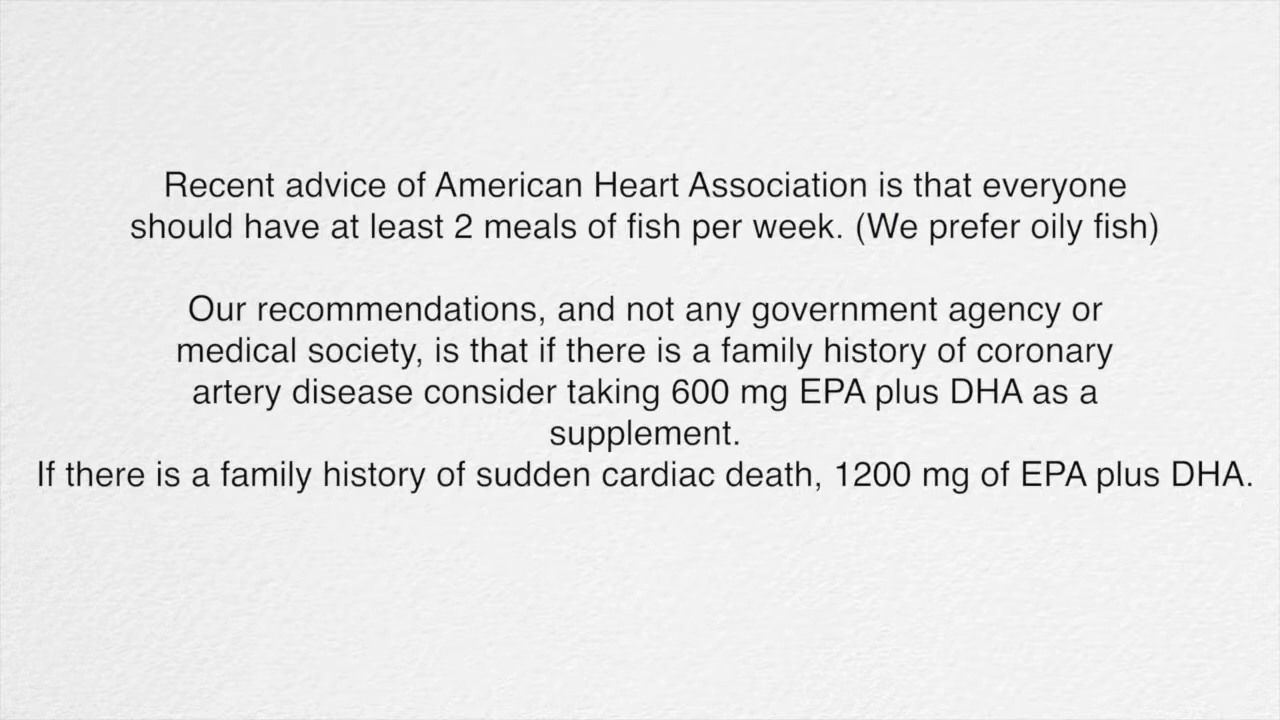 Recent advice of American Heart Association is that everyone
should have at least 2 meals of fish per week. (We prefer oily fish)
Our recommendations, and not any government agency or
medical society, is that if there is a family history of coronary
artery disease consider taking 600 mg EPA plus DHA as a
supplement.
If there is a family history of sudden cardiac death, 1200 mg of EPA plus DHA.